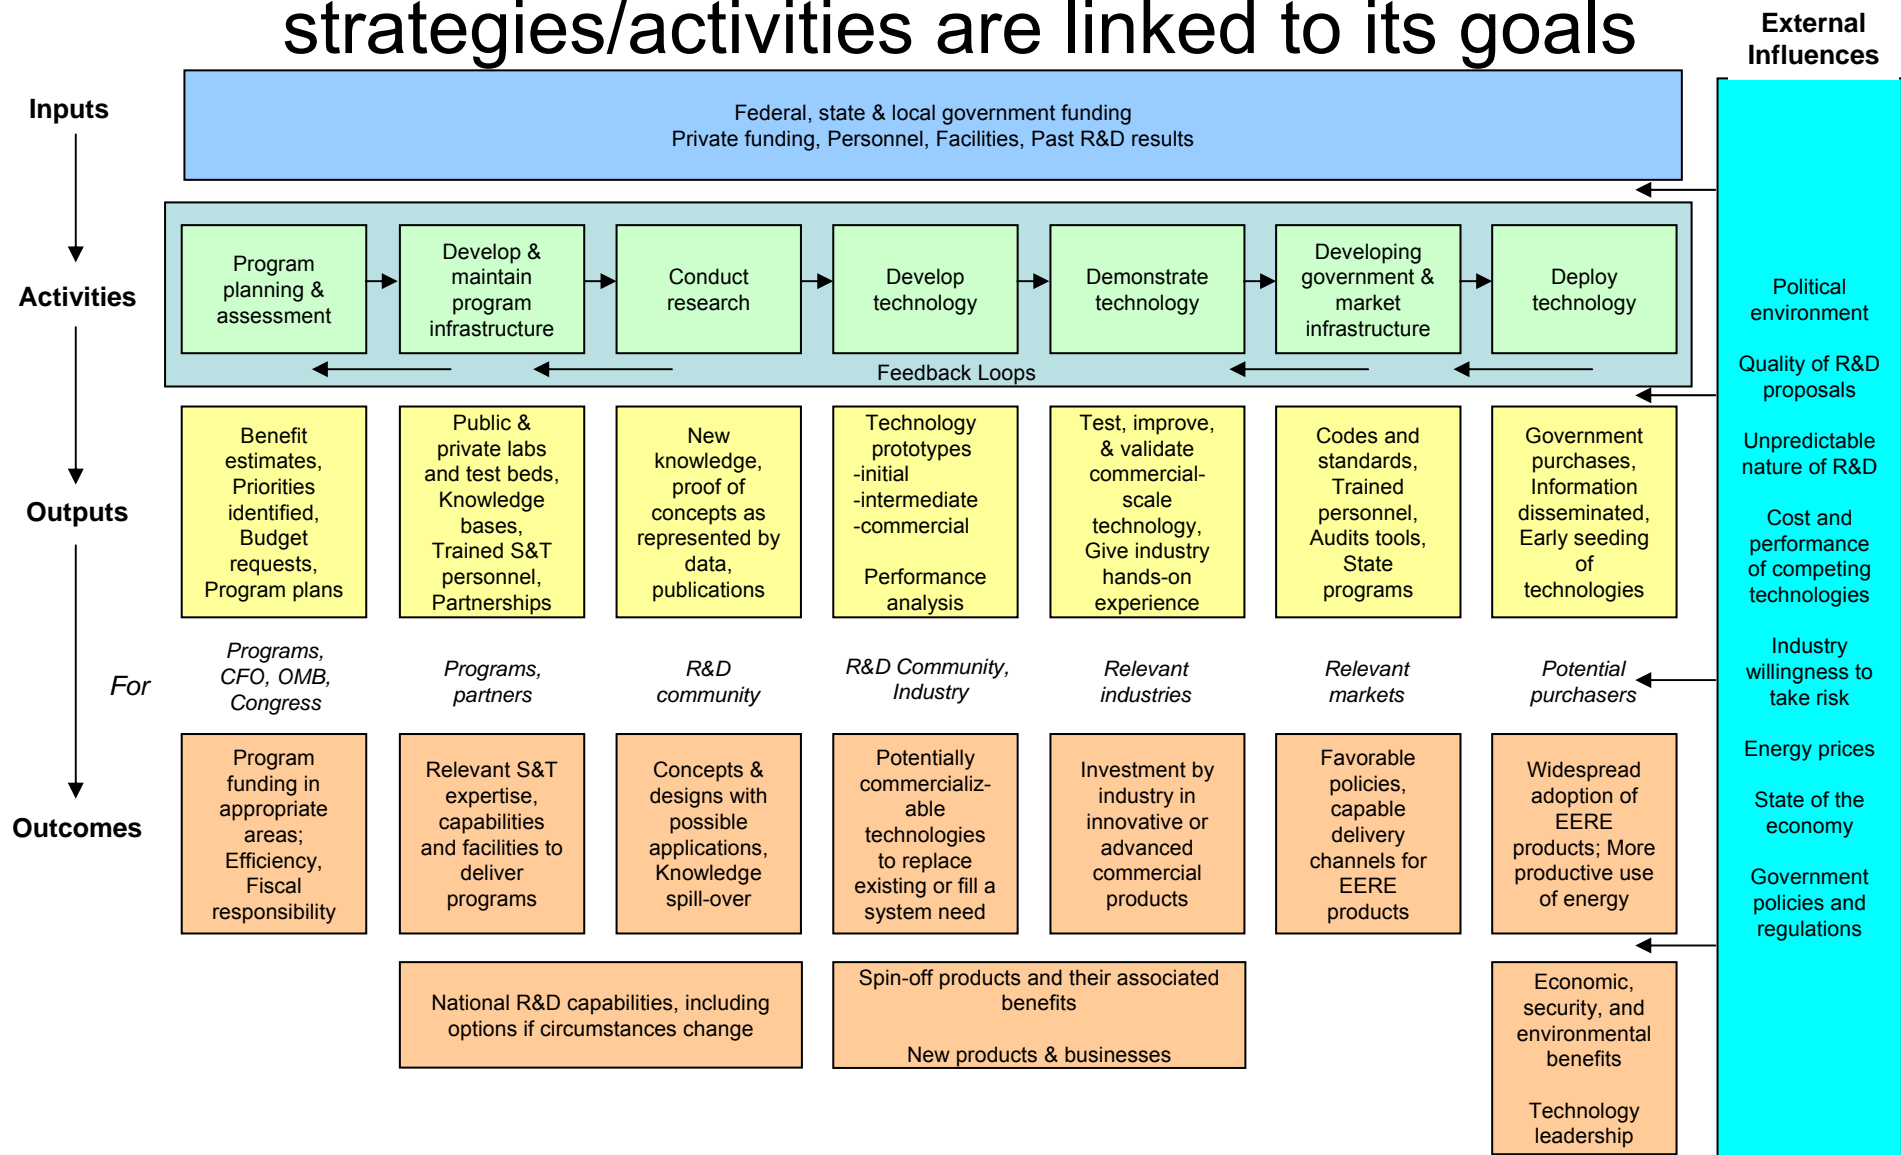 strategies/activities are linked to its goals
External
Influences
Inputs
Federal, state & local government funding
Private funding, Personnel, Facilities, Past R&D results
Activities
Program
planning &
assessment
Develop &
maintain
program
infrastructure
Conduct
research
Develop
technology
Demonstrate
technology
Developing
government &
market
infrastructure
Deploy
technology
Feedback Loops
Outputs
Benefit
estimates,
Priorities
identified,
Budget
requests,
Program plans
Public &
private labs
and test beds,
Knowledge
bases,
Trained S&T
personnel,
Partnerships
New
knowledge,
proof of
concepts as
represented by
data,
publications
Technology
prototypes
-initial
-intermediate
-commercial
Performance
analysis
Test, improve,
& validate
commercial-
scale
technology,
Give industry
hands-on
experience
Codes and
standards,
Trained
personnel,
Audits tools,
State
programs
Government
purchases,
Information
disseminated,
Early seeding
of
technologies
For
Programs,
CFO, OMB,
Congress
Programs,
partners
R&D
community
R&D Community,
Industry
Relevant
industries
Relevant
markets
Potential
purchasers
Outcomes
Program
funding in
appropriate
areas;
Efficiency,
Fiscal
responsibility
Relevant S&T
expertise,
capabilities
and facilities to
deliver
programs
Concepts &
designs with
possible
applications,
Knowledge
spill-over
Potentially
commercializ-
able
technologies
to replace
existing or fill a
system need
Investment by
industry in
innovative or
advanced
commercial
products
Favorable
policies,
capable
delivery
channels for
EERE
products
Widespread
adoption of
EERE
products; More
productive use
of energy
National R&D capabilities, including
options if circumstances change
Spin-off products and their associated
benefits
New products & businesses
Economic,
security, and
environmental
benefits
Technology
leadership
Political
environment
Quality of R&D
proposals
Unpredictable
nature of R&D
Cost and
performance
of competing
technologies
Industry
willingness to
take risk
Energy prices
State of the
economy
Government
policies and
regulations